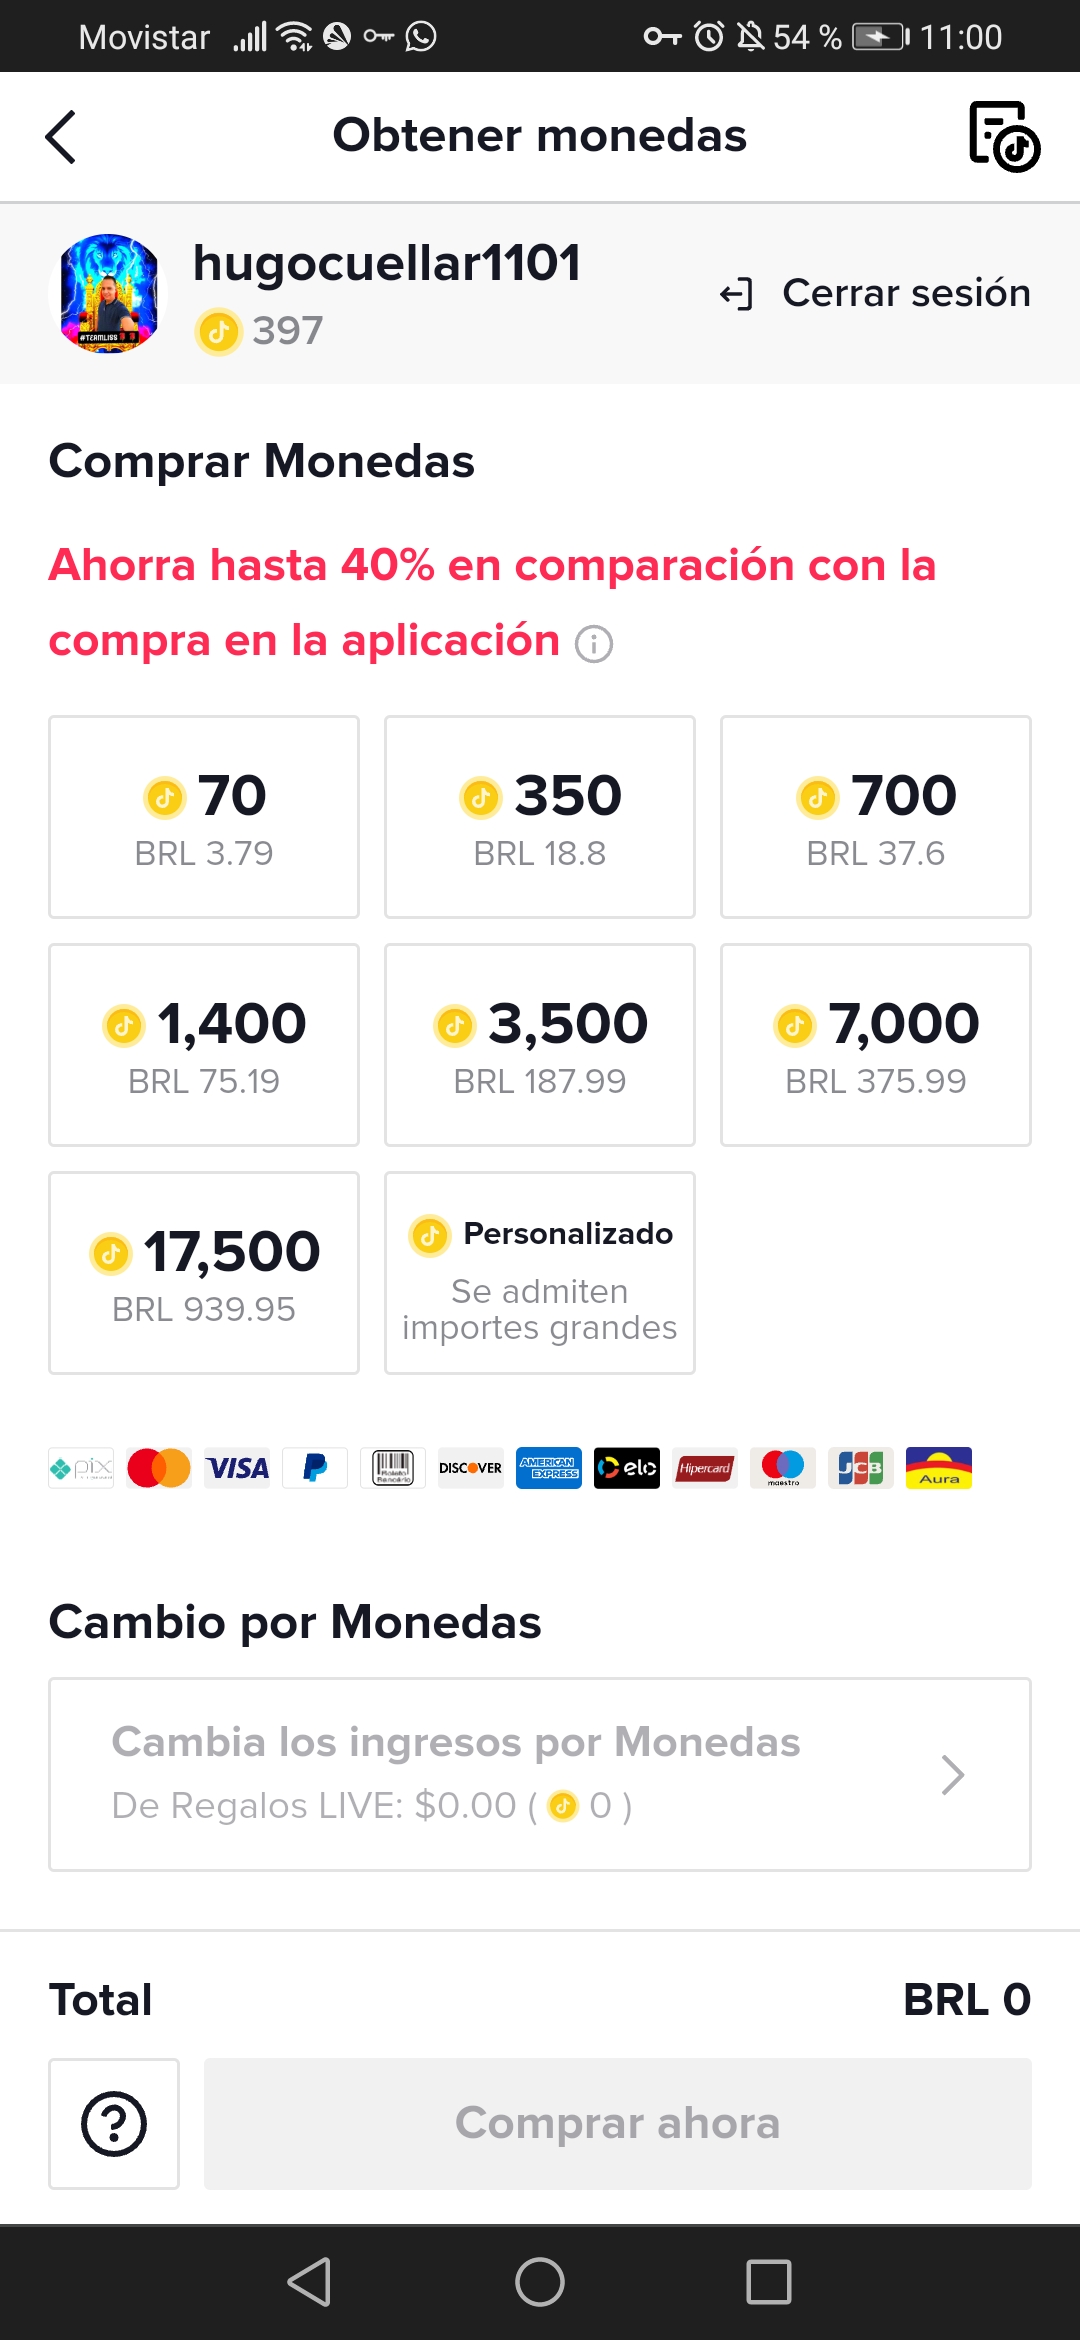 Movistar 54 % 11:00
Obtener monedas
hugocuellar1101
397
Cerrar sesión
#TEAMLISS
Comprar Monedas
Ahorra hasta 40% en comparación con la
compra en la aplicación
70
BRL 3.79
350
BRL 18.8
700
BRL 37.6
1,400
BRL 75.19
3,500
BRL 187.99
7,000
BRL 375.99
17,500
BRL 939.95
Personalizado
Se admiten
importes grandes
pix VISA Boleto Bancário DISCOVER AMERICAN EXPRESS elo Hipercard maestro JCB Aura
Cambio por Monedas
Cambia los ingresos por Monedas
De Regalos LIVE: $0.00 ( 0 )
Total BRL 0
Comprar ahora